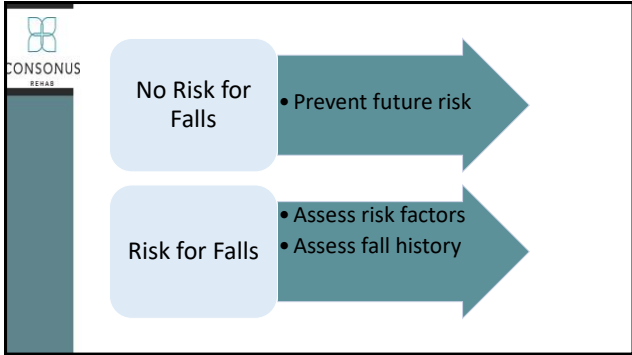 CONSONUS
REHAB
No Risk for
Falls
• Prevent future risk
Risk for Falls
• Assess risk factors
• Assess fall history